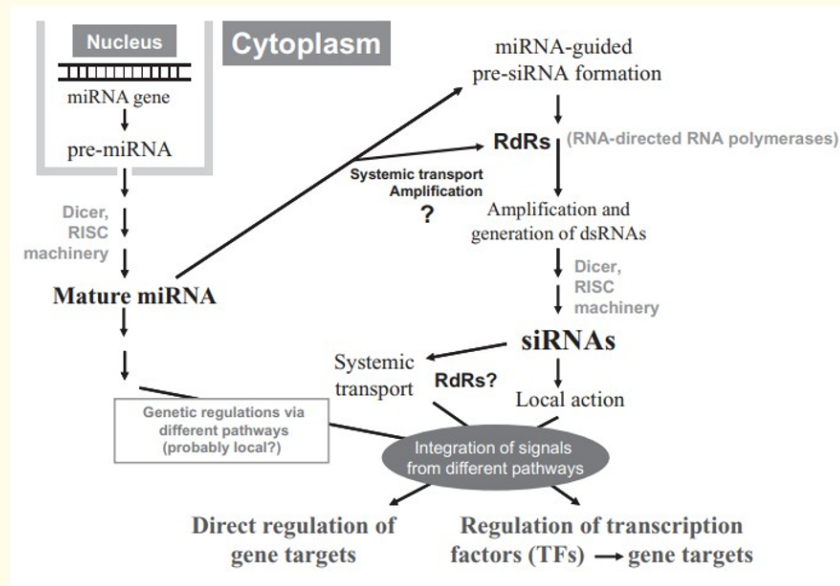 Nucleus
Cytoplasm
miRNA gene
pre-miRNA
Dicer,
RISC
machinery
Mature miRNA
miRNA-guided
pre-siRNA formation
RdRs
(RNA-directed RNA polymerases)
Systemic transport
Amplification
?
Amplification and
generation of dsRNAs
Dicer,
RISC
machinery
siRNAs
Systemic
transport
RdRs?
Local action
Genetic regulations via
different pathways
(probably local?)
Integration of signals
from different pathways
Direct regulation of
gene targets
Regulation of transcription
factors (TFs) → gene targets